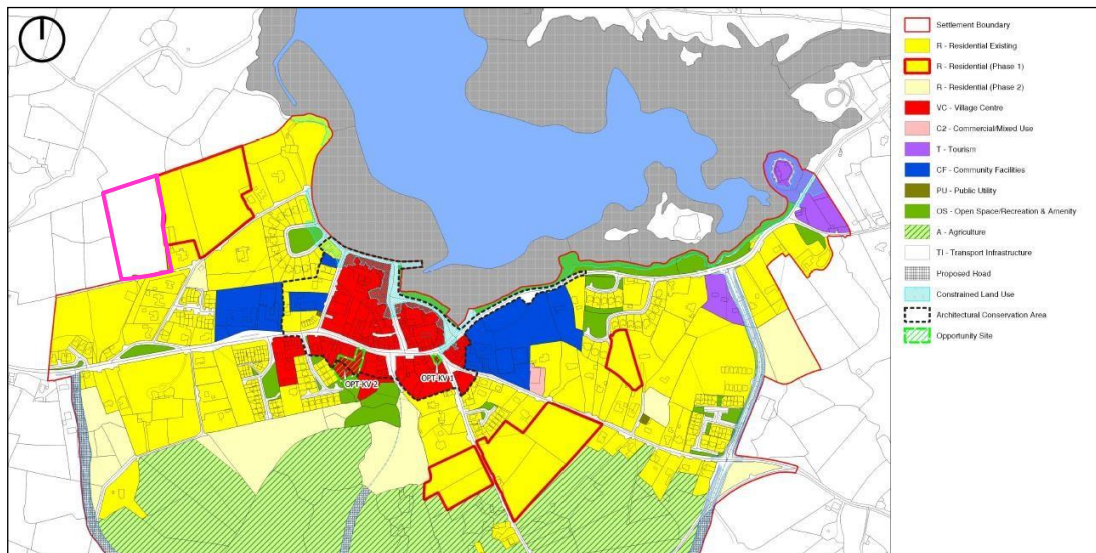 Settlement Boundary
R - Residential Existing
R - Residential (Phase 1)
R - Residential (Phase 2)
VC - Village Centre
C2 - Commercial/Mixed Use
T - Tourism
CF - Community Facilities
PU - Public Utility
OS - Open Space/Recreation & Amenity
A - Agriculture
TI - Transport Infrastructure
Proposed Road
Constrained Land Use
Architectural Conservation Area
Opportunity Site
OPT-KV 2
OPT-KV 1